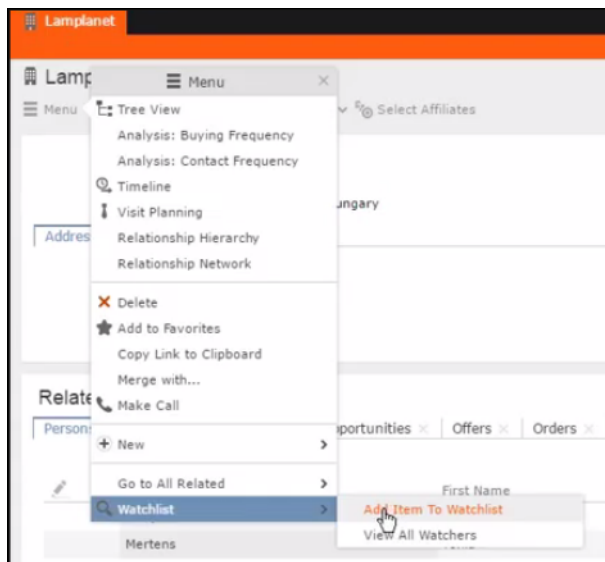 Lamplanet
Lamp
Menu
Menu
Select Affiliates
Tree View
Analysis: Buying Frequency
Analysis: Contact Frequency
Timeline
Visit Planning
ungary
Addres
Relationship Hierarchy
Relationship Network
Delete
Add to Favorites
Copy Link to Clipboard
Merge with...
Relate
Make Call
Person
pportunities
Offers
Orders
New
Go to All Related
First Name
Watchlist
Add Item To Watchlist
View All Watchers
Mertens